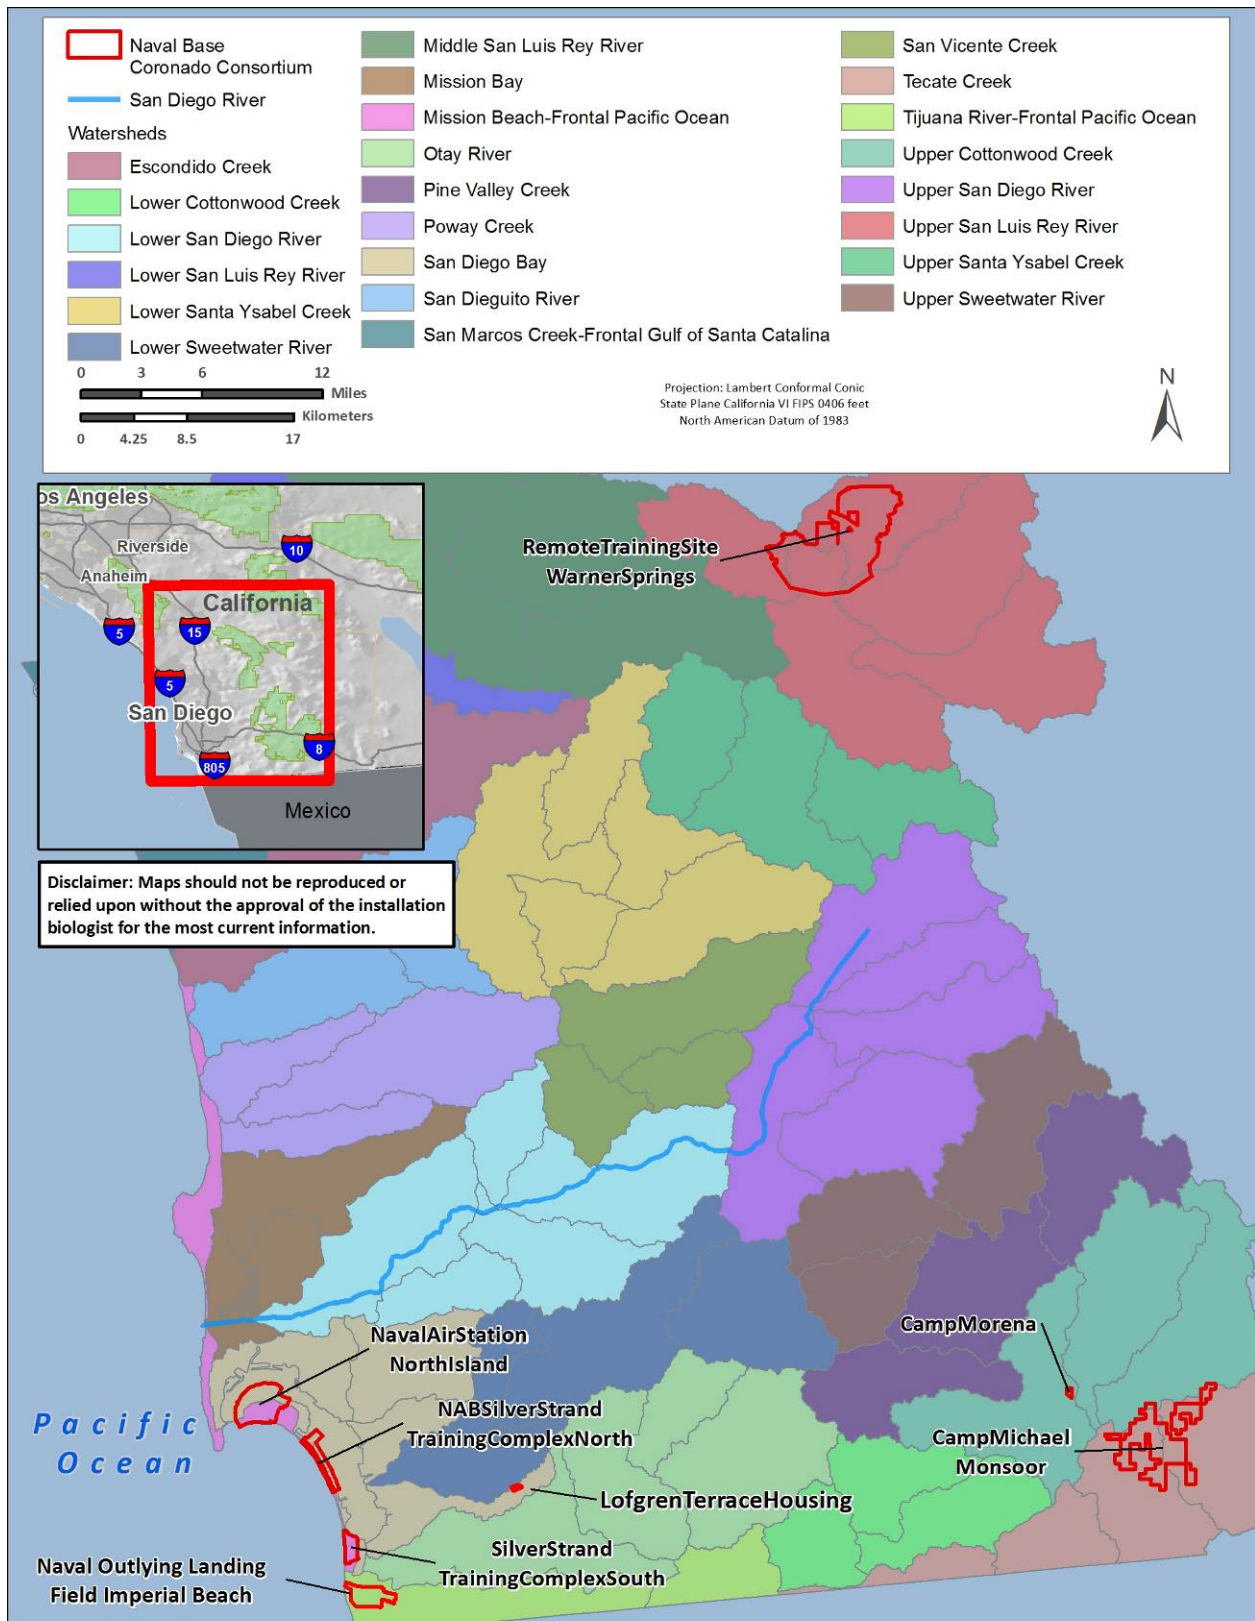 Naval Base
Coronado Consortium
San Diego River
Watersheds
Escondido Creek
Lower Cottonwood Creek
Lower San Diego River
Lower San Luis Rey River
Lower Santa Ysabel Creek
Lower Sweetwater River
Middle San Luis Rey River
Mission Bay
Mission Beach-Frontal Pacific Ocean
Otay River
Pine Valley Creek
Poway Creek
San Diego Bay
San Dieguito River
San Marcos Creek-Frontal Gulf of Santa Catalina
San Vicente Creek
Tecate Creek
Tijuana River-Frontal Pacific Ocean
Upper Cottonwood Creek
Upper San Diego River
Upper San Luis Rey River
Upper Santa Ysabel Creek
Upper Sweetwater River
0 3 6 12
Miles
Kilometers
0 4.25 8.5 17
Projection: Lambert Conformal Conic
State Plane California VI FIPS 0406 feet
North American Datum of 1983
N
os Angeles
Riverside
10
Anaheim
California
5
15
5
San Diego
8
805
Mexico
RemoteTrainingSite
WarnerSprings
Disclaimer: Maps should not be reproduced or
relied upon without the approval of the installation
biologist for the most current information.
NavalAirStation
NorthIsland
CampMorena
NABSilverStrand
TrainingComplexNorth
Pacific
Ocean
CampMichael
Monsoor
LofgrenTerraceHousing
SilverStrand
TrainingComplexSouth
Naval Outlying Landing
Field Imperial Beach